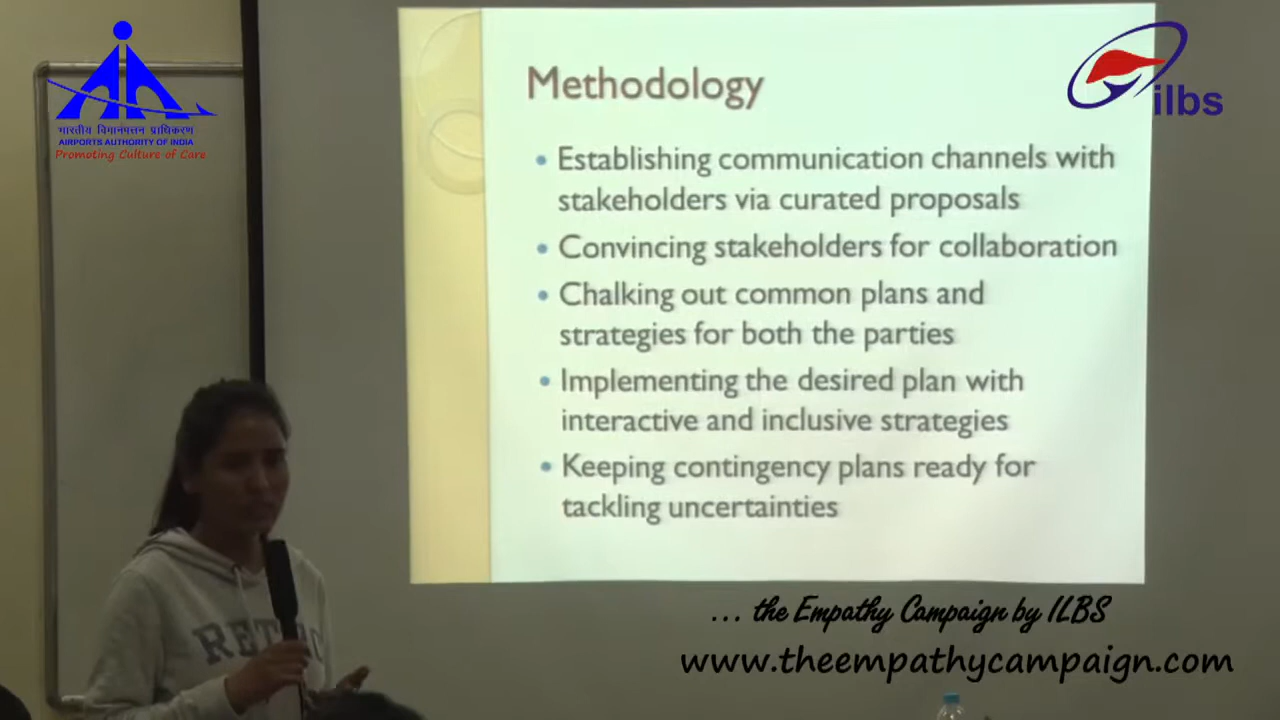 भारतीय विमानपत्तन प्राधिकरण
AIRPORTS AUTHORITY OF INDIA
Promoting Culture of Care
ilbs
Methodology
• Establishing communication channels with
stakeholders via curated proposals
• Convincing stakeholders for collaboration
• Chalking out common plans and
strategies for both the parties
• Implementing the desired plan with
interactive and inclusive strategies
• Keeping contingency plans ready for
tackling uncertainties
... the Empathy Campaign by ILBS
www.theempathycampaign.com